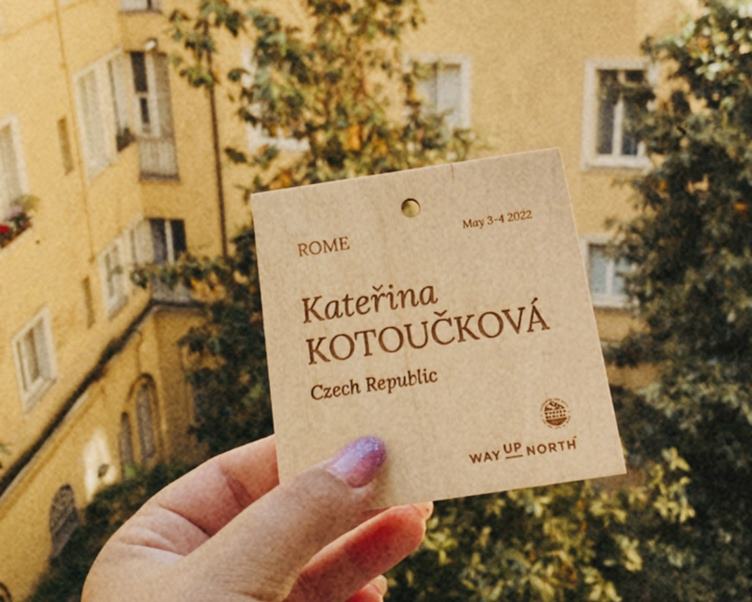 ROME
May 3-4 2022
Kateřina
KOTOUČKOVÁ
Czech Republic
WAY UP NORTH